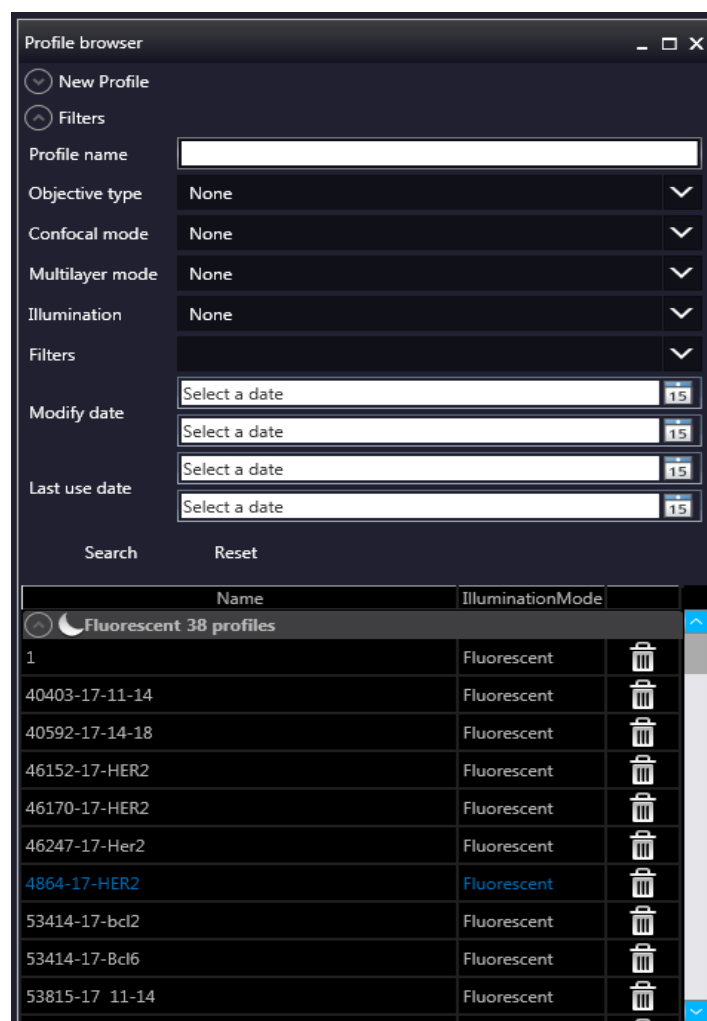 Profile browser
New Profile
Filters
Profile name
Objective type None
Confocal mode None
Multilayer mode None
Illumination None
Filters
Select a date 15
Modify date
Select a date 15
Select a date 15
Last use date
Select a date 15
Search Reset
Name IlluminationMode
Fluorescent 38 profiles
1 Fluorescent
40403-17-11-14 Fluorescent
40592-17-14-18 Fluorescent
46152-17-HER2 Fluorescent
46170-17-HER2 Fluorescent
46247-17-Her2 Fluorescent
4864-17-HER2 Fluorescent
53414-17-bcl2 Fluorescent
53414-17-Bcl6 Fluorescent
53815-17 11-14 Fluorescent